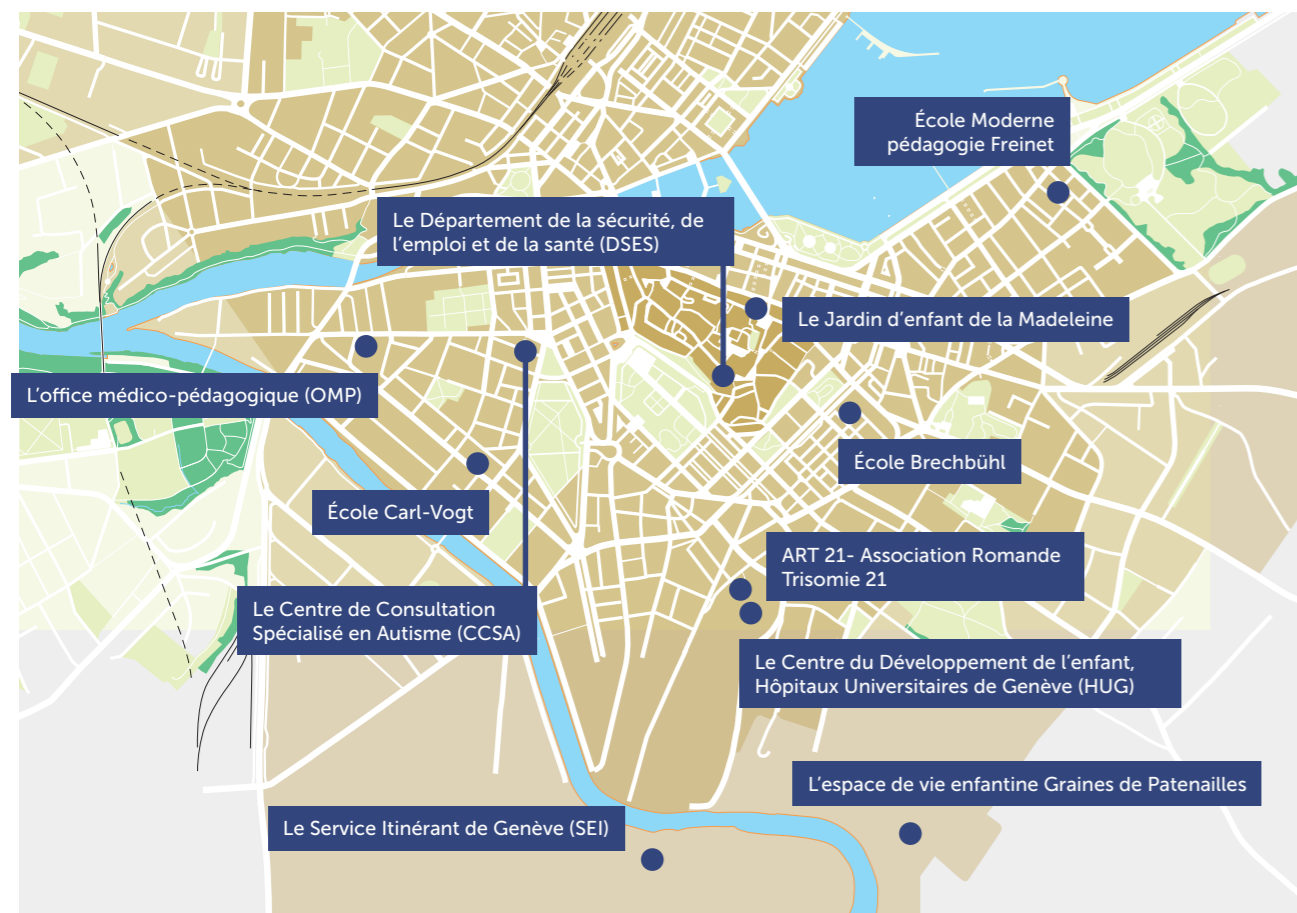 École Moderne
pédagogie Freinet
Le Département de la sécurité, de
l'emploi et de la santé (DSES)
Le Jardin d'enfant de la Madeleine
L'office médico-pédagogique (OMP)
École Brechbühl
École Carl-Vogt
ART 21- Association Romande
Trisomie 21
Le Centre de Consultation
Spécialisé en Autisme (CCSA)
Le Centre du Développement de l'enfant,
Hôpitaux Universitaires de Genève (HUG)
L'espace de vie enfantine Graines de Patenailles
Le Service Itinérant de Genève (SEI)